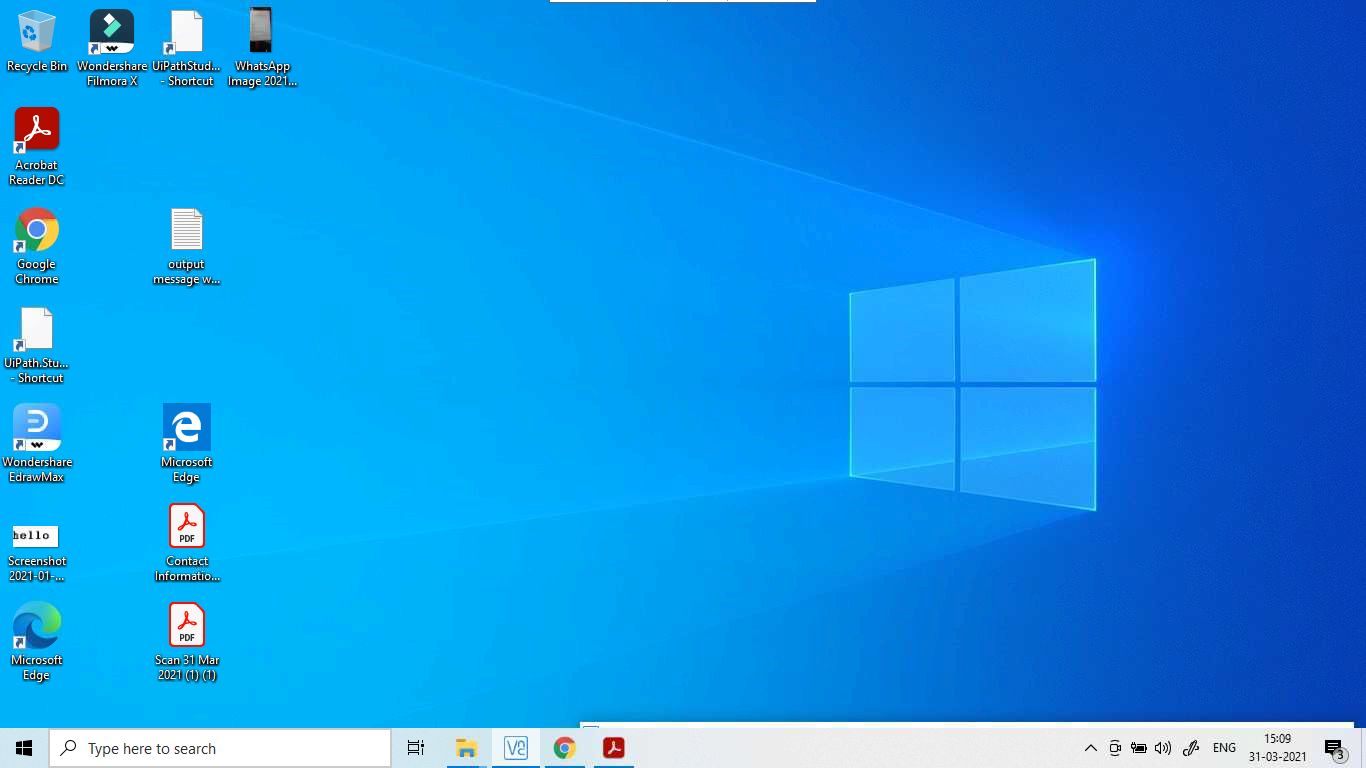 Recycle Bin
Wondershare
Filmora X
UiPathStud...
- Shortcut
WhatsApp
Image 2021...
Acrobat
Reader DC
Google
Chrome
output
message w...
UiPath.Stu...
- Shortcut
Wondershare
EdrawMax
Microsoft
Edge
hello
Screenshot
2021-01-...
PDF
Contact
Informatio...
Microsoft
Edge
PDF
Scan 31 Mar
2021 (1) (1)
Type here to search
ENG
15:09
31-03-2021
3